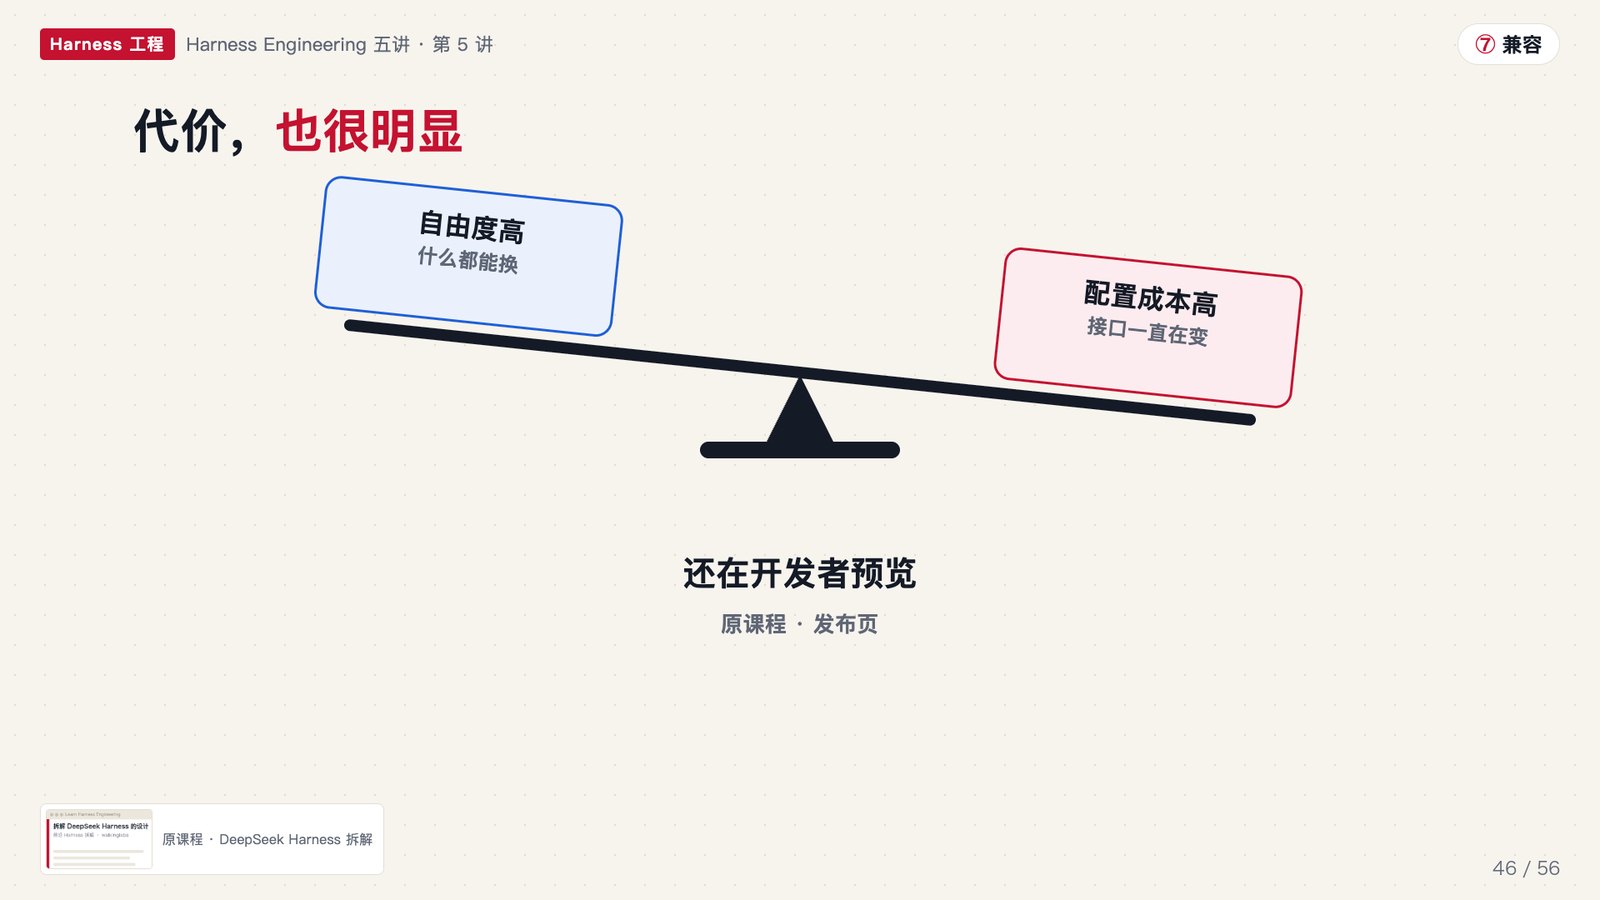 Harness 工程
Harness Engineering 五讲 · 第 5 讲
⑦ 兼容
代价，也很明显
自由度高
什么都能换
配置成本高
接口一直在变
还在开发者预览
原课程 · 发布页
Learn Harness Engineering
拆解 DeepSeek Harness 的设计
原课程 · DeepSeek Harness 拆解
46 / 56